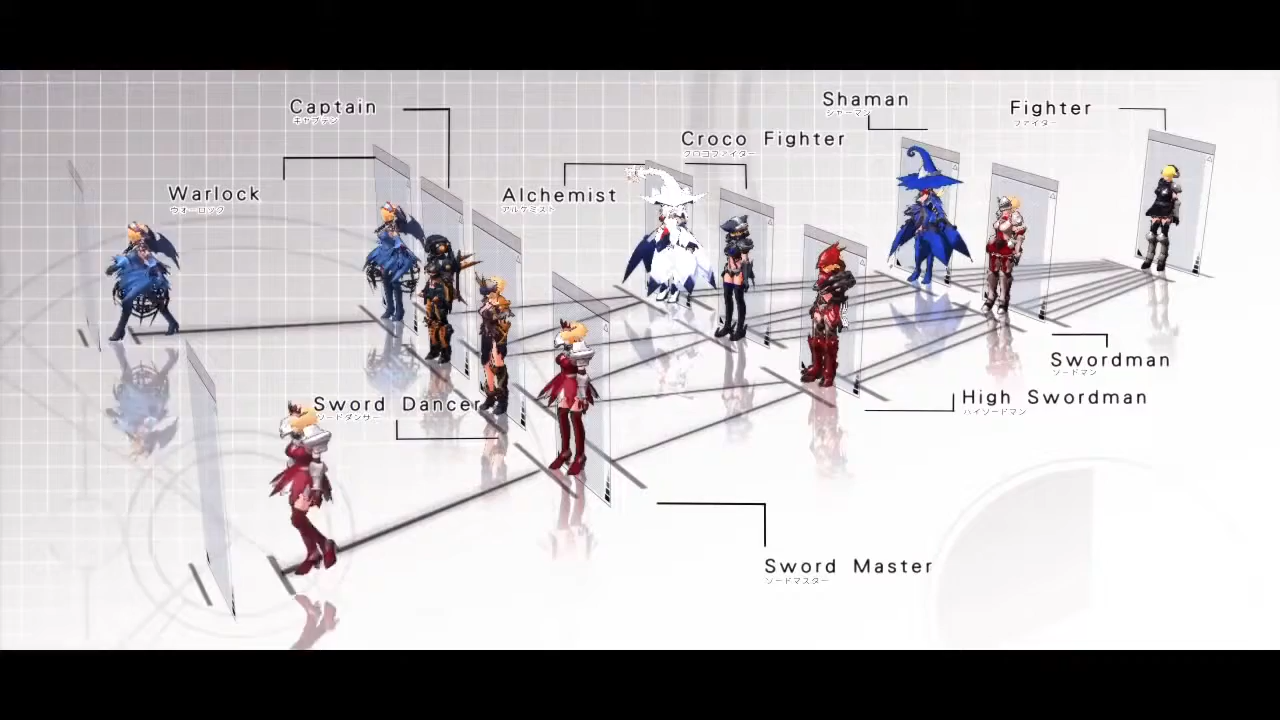 Shaman
シャーマン
Captain
キャプテン
Fighter
ファイター
Croco Fighter
クロコファイター
Warlock
ウォーロック
Alchemist
アルケミスト
Swordman
ソードマン
High Swordman
ハイソードマン
Sword Dancer
ソードダンサー
Sword Master
ソードマスター